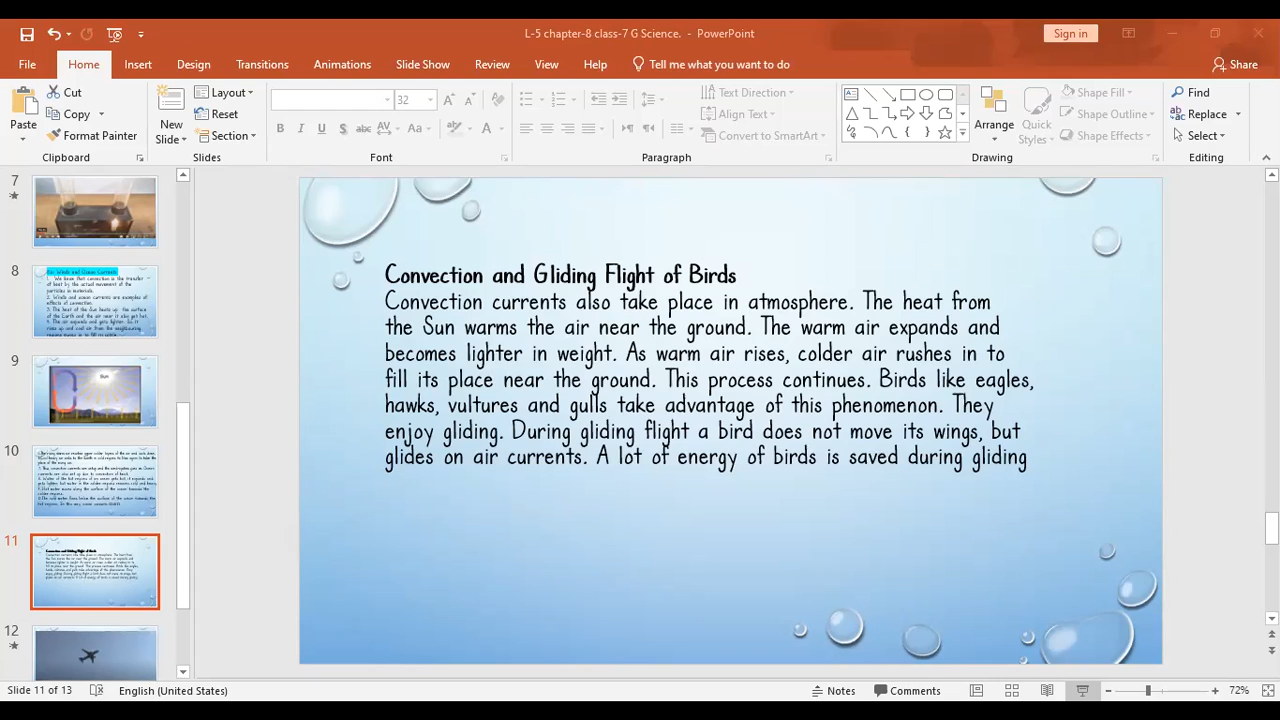 L-5 chapter-8 class-7 G Science. - PowerPoint
Sign in
File Home Insert Design Transitions Animations Slide Show Review View Help Tell me what you want to do Share
Paste
Cut
Copy
Format Painter
Clipboard
New
Slide
Layout
Reset
Section
Slides
32
Font
Text Direction
Align Text
Convert to SmartArt
Paragraph
Arrange
Quick
Styles
Shape Fill
Shape Outline
Shape Effects
Drawing
Find
Replace
Select
Editing
7
8
9
10
11
12
Convection and Gliding Flight of Birds
Convection currents also take place in atmosphere. The heat from
the Sun warms the air near the ground. The warm air expands and
becomes lighter in weight. As warm air rises, colder air rushes in to
fill its place near the ground. This process continues. Birds like eagles,
hawks, vultures and gulls take advantage of this phenomenon. They
enjoy gliding. During gliding flight a bird does not move its wings, but
glides on air currents. A lot of energy of birds is saved during gliding
Slide 11 of 13 English (United States) Notes Comments 72%